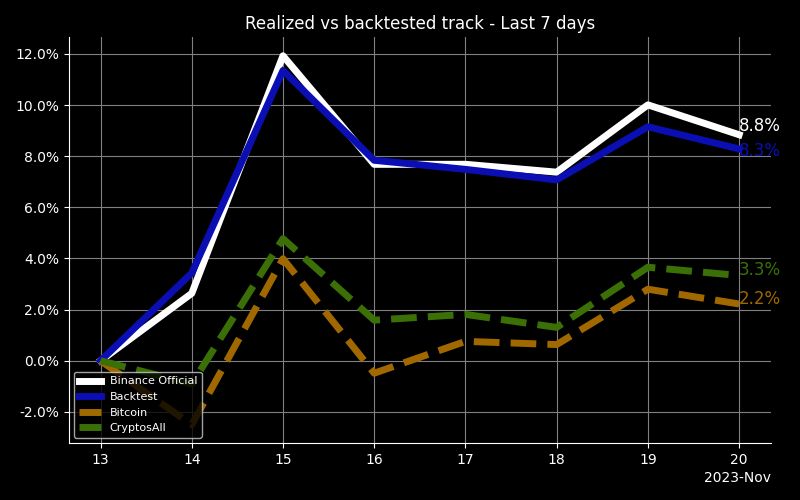 Realized vs backtested track - Last 7 days
12.0%
10.0%
8.0%
6.0%
4.0%
2.0%
0.0%
-2.0%
8.8%
8.3%
3.3%
2.2%
Binance Official
Backtest
Bitcoin
CryptosAll
13 14 15 16 17 18 19 20
2023-Nov